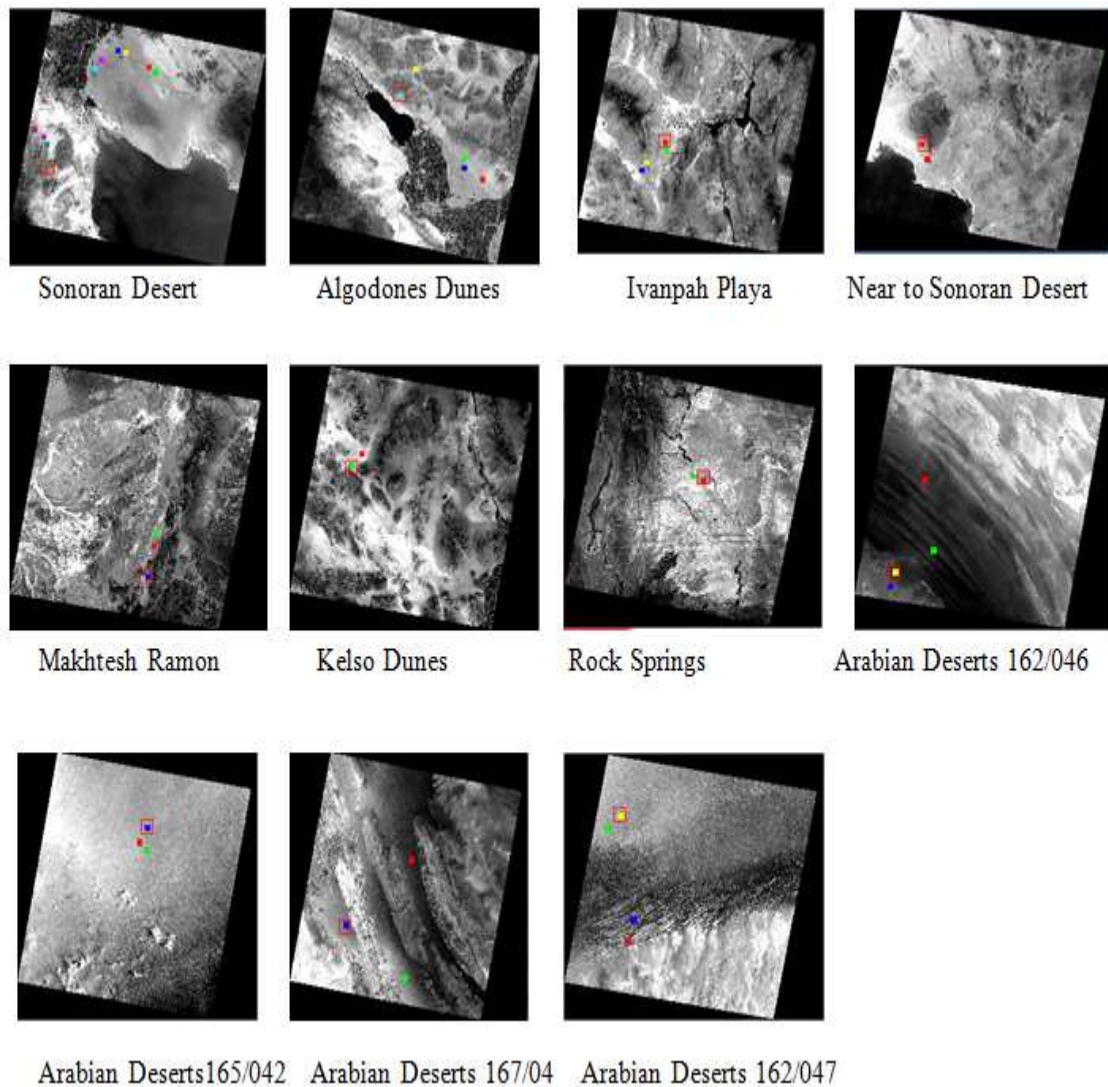 Sonoran Desert
Algodones Dunes
Ivanpah Playa
Near to Sonoran Desert
Makhtesh Ramon
Kelso Dunes
Rock Springs
Arabian Deserts 162/046
Arabian Deserts165/042
Arabian Deserts 167/04
Arabian Deserts 162/047